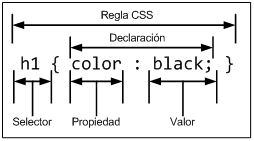 Regla CSS
Declaración
h1 { color : black; }
Selector Propiedad Valor